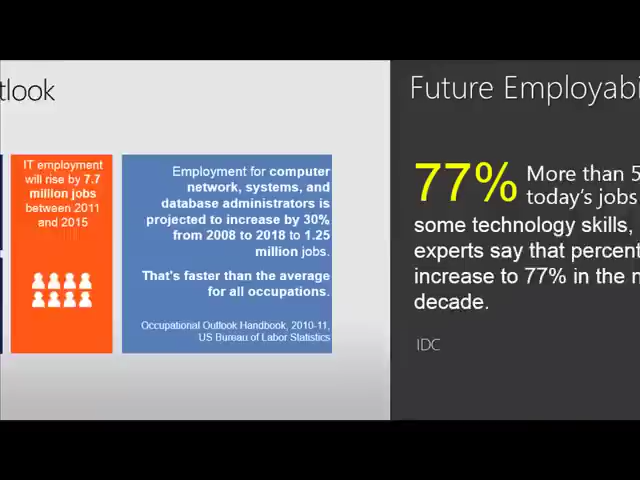 tlook
IT employment
will rise by 7.7
million jobs
between 2011
and 2015
Employment for computer
network, systems, and
database administrators is
projected to increase by 30%
from 2008 to 2018 to 1.25
million jobs.
That's faster than the average
for all occupations.
Occupational Outlook Handbook, 2010-11,
US Bureau of Labor Statistics
Future Employabi
77% More than 5
today's jobs
some technology skills,
experts say that percent
increase to 77% in the n
decade.
IDC